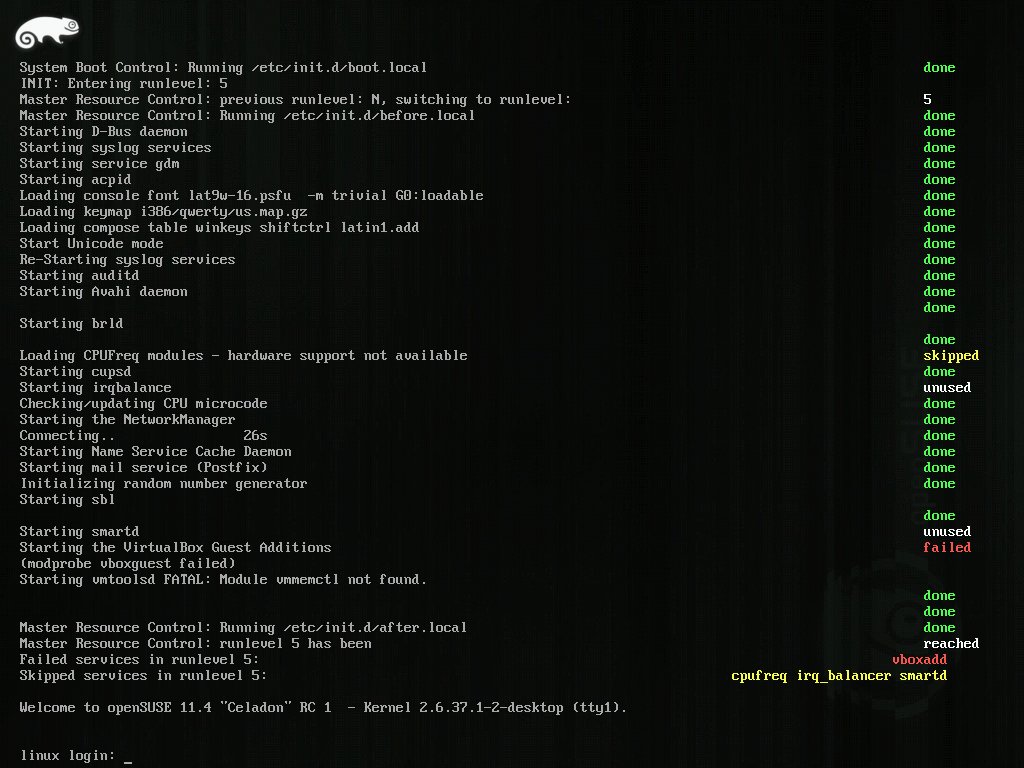 System Boot Control: Running /etc/init.d/boot.local done
INIT: Entering runlevel: 5
Master Resource Control: previous runlevel: N, switching to runlevel: 5
Master Resource Control: Running /etc/init.d/before.local done
Starting D-Bus daemon done
Starting syslog services done
Starting service gdm done
Starting acpid done
Loading console font lat9w-16.psfu  -m trivial G0:loadable done
Loading keymap i386/qwerty/us.map.gz done
Loading compose table winkeys shiftctrl latin1.add done
Start Unicode mode done
Re-Starting syslog services done
Starting auditd done
Starting Avahi daemon done
done
Starting brld
done
Loading CPUFreq modules - hardware support not available skipped
Starting cupsd done
Starting irqbalance unused
Checking/updating CPU microcode done
Starting the NetworkManager done
Connecting.. 26s done
Starting Name Service Cache Daemon done
Starting mail service (Postfix) done
Initializing random number generator done
Starting sbl
done
Starting smartd unused
Starting the VirtualBox Guest Additions failed
(modprobe vboxguest failed)
Starting vmtoolsd FATAL: Module vmmemctl not found.
done
done
Master Resource Control: Running /etc/init.d/after.local done
Master Resource Control: runlevel 5 has been reached
Failed services in runlevel 5: vboxadd
Skipped services in runlevel 5: cpufreq irq_balancer smartd
Welcome to openSUSE 11.4 "Celadon" RC 1  - Kernel 2.6.37.1-2-desktop (tty1).
linux login: _